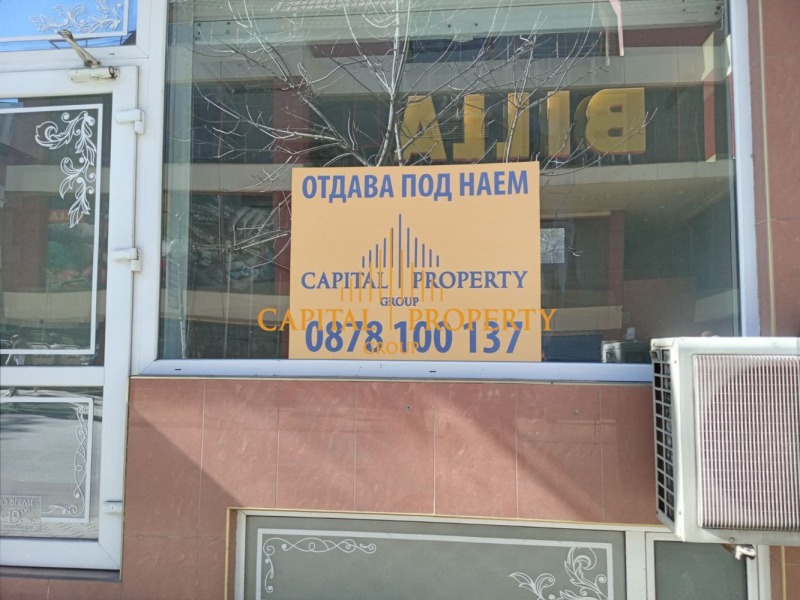 BILLA
ОТДАВА ПОД НАЕМ
CAPITAL PROPERTY
GROUP
CAPITAL PROPERTY
GROUP
0878 100 137